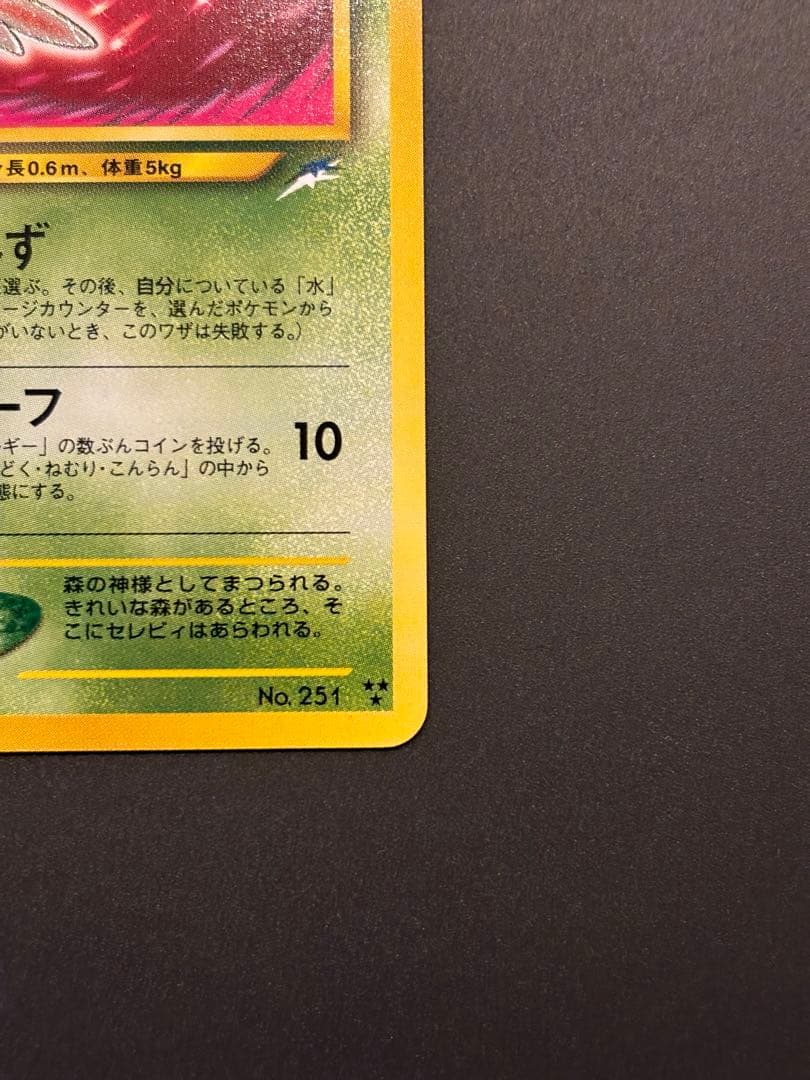 長0.6m、体重5kg
ず
選ぶ。その後、自分についている「水」
ージカウンターを、選んだポケモンから
がいないとき、このワザは失敗する。）
ーフ
ギー」の数ぶんコインを投げる。
10
どく・ねむり・こんらん」の中から
態にする。
森の神様としてまつられる。
きれいな森があるところ、そ
こにセレビィはあらわれる。
No. 251 ★★★